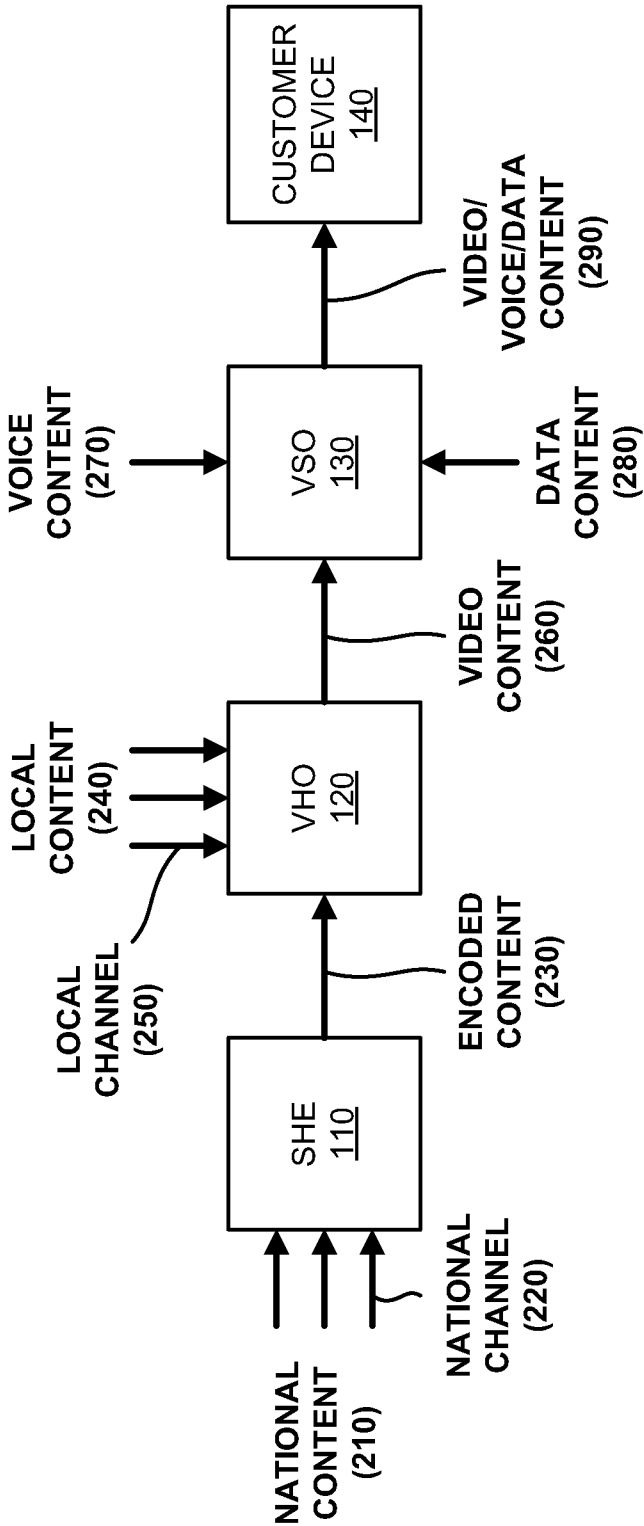 NATIONAL
CONTENT
(210)
NATIONAL
CHANNEL
(220)
SHE
110
ENCODED
CONTENT
(230)
LOCAL
CHANNEL
(250)
LOCAL
CONTENT
(240)
VHO
120
VIDEO
CONTENT
(260)
VOICE
CONTENT
(270)
VSO
130
DATA
CONTENT
(280)
VIDEO/
VOICE/DATA
CONTENT
(290)
CUSTOMER
DEVICE
140